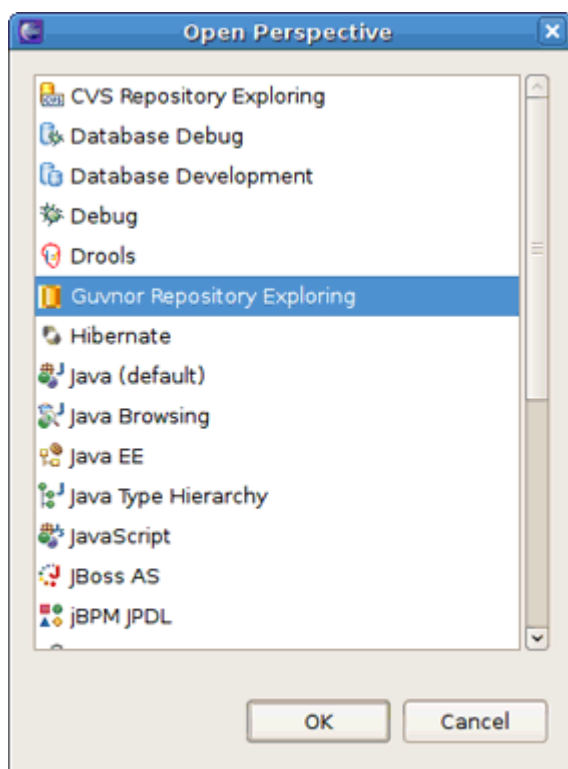 Open Perspective
CVS Repository Exploring
Database Debug
Database Development
Debug
Drools
Guvnor Repository Exploring
Hibernate
Java (default)
Java Browsing
Java EE
Java Type Hierarchy
JavaScript
JBoss AS
jBPM JPDL
OK
Cancel